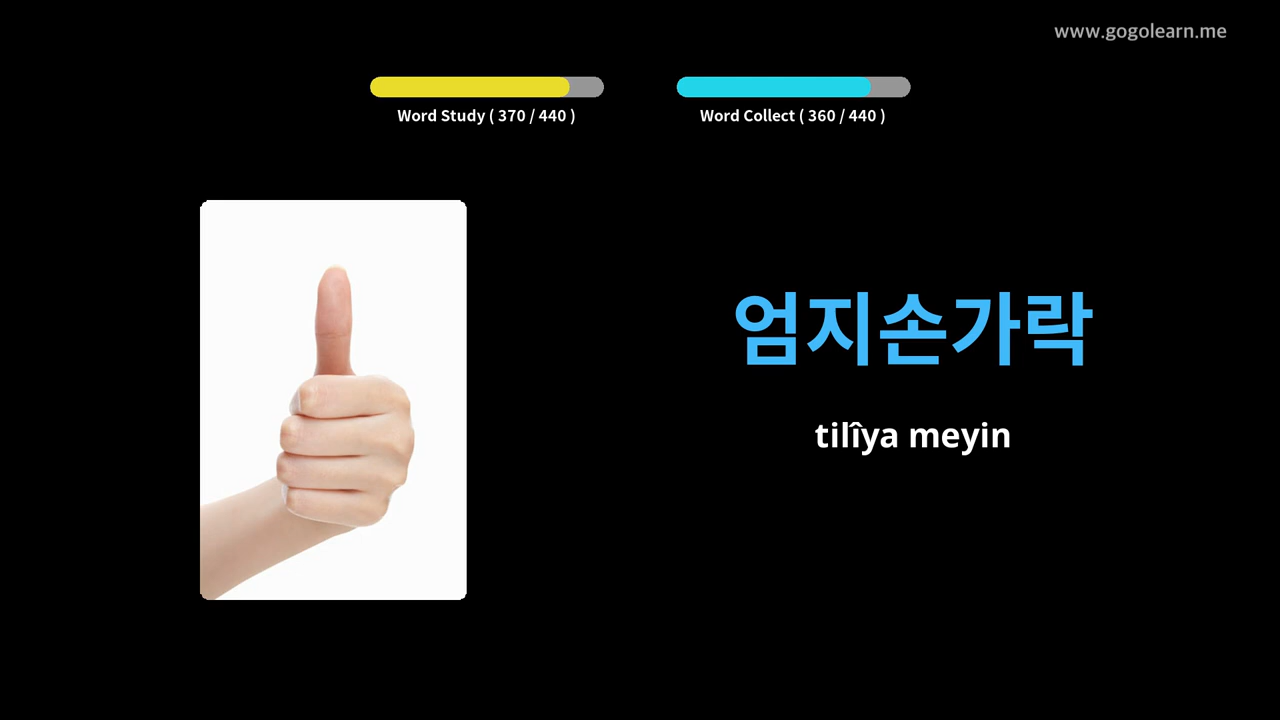 www.gogolearn.me
Word Study ( 370 / 440 )
Word Collect ( 360 / 440 )
엄지손가락
tilîya meyin